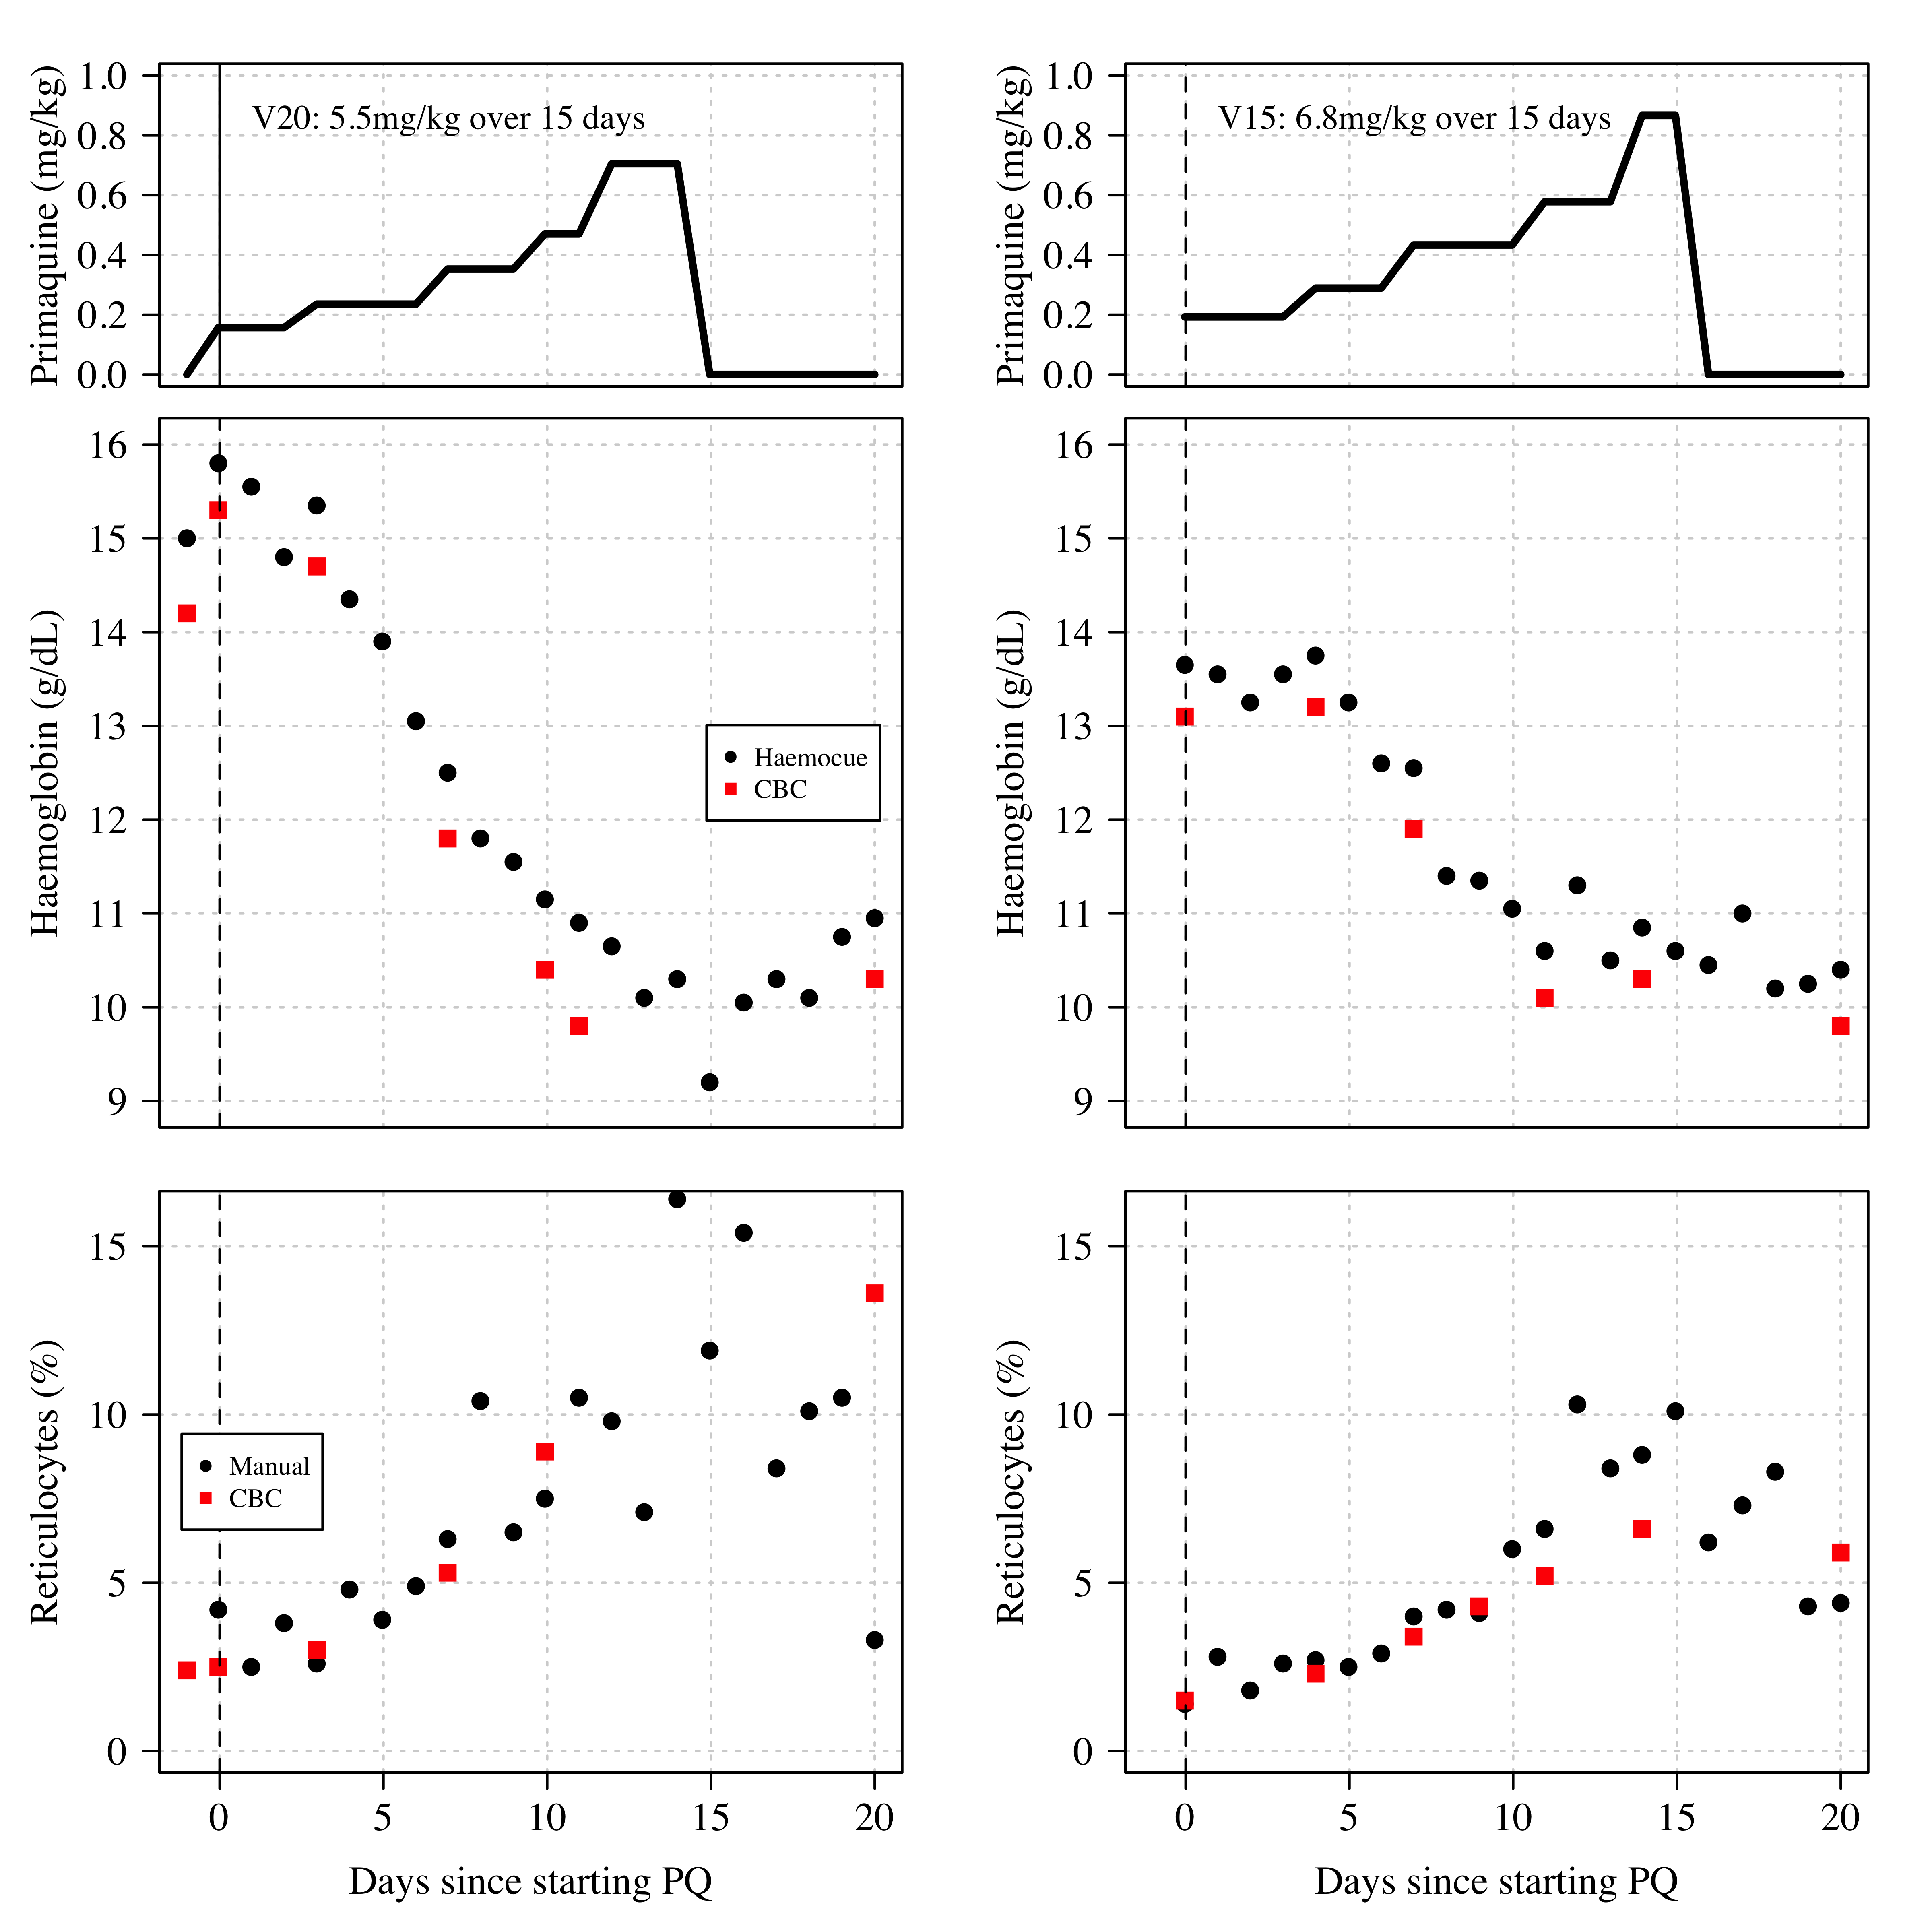 Primaquine (mg/kg)
1.0
0.8
0.6
0.4
0.2
0.0
V20: 5.5mg/kg over 15 days
Primaquine (mg/kg)
1.0
0.8
0.6
0.4
0.2
0.0
V15: 6.8mg/kg over 15 days
Haemoglobin (g/dL)
16
15
14
13
12
11
10
9
Haemocue
CBC
Haemoglobin (g/dL)
16
15
14
13
12
11
10
9
Reticulocytes (%)
15
10
5
0
Manual
CBC
0 5 10 15 20
Days since starting PQ
Reticulocytes (%)
15
10
5
0
0 5 10 15 20
Days since starting PQ